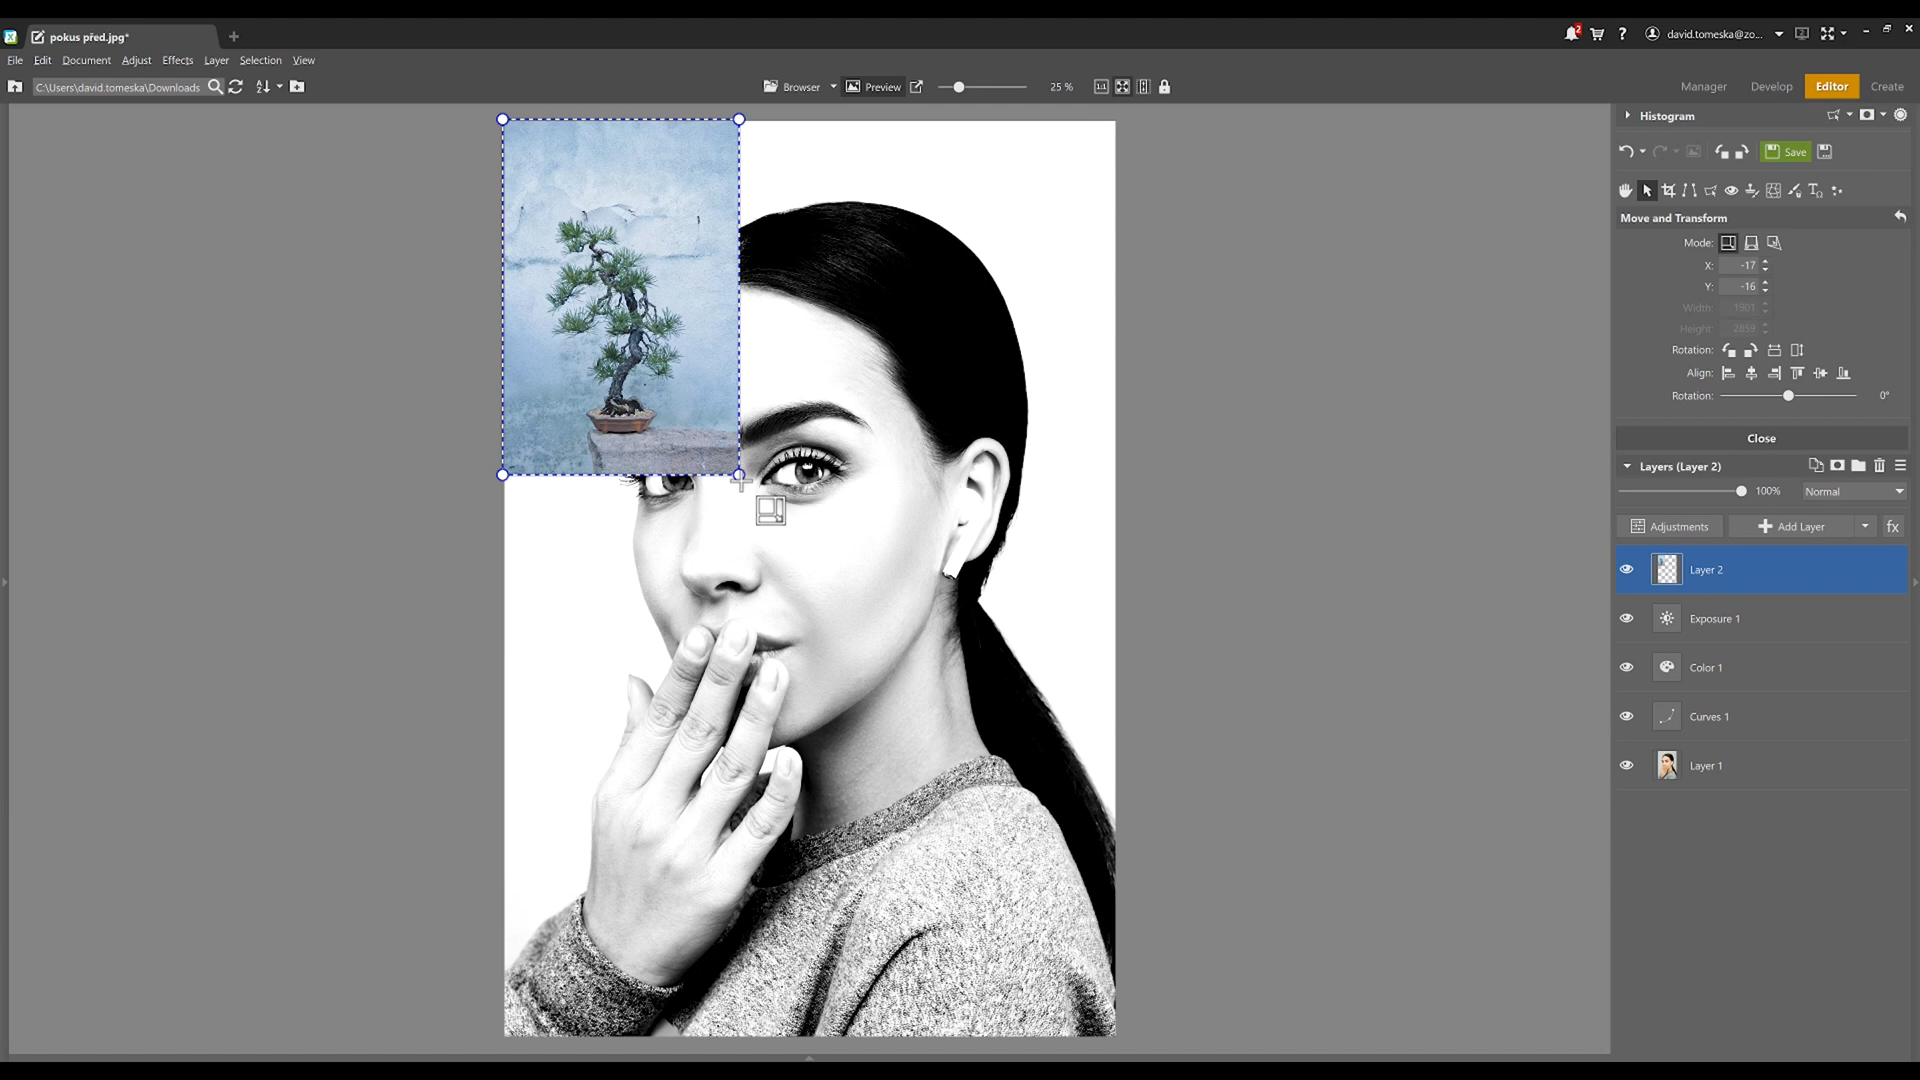 pokus před.jpg*
2
david.tomeska@zo...
File Edit Document Adjust Effects Layer Selection View
C:\Users\david.tomeska\Downloads
Browser
Preview
25 %
Manager Develop Editor Create
Histogram
Save
Move and Transform
Mode:
X: -17
Y: -16
Width: 1901
Height: 2859
Rotation:
Align:
Rotation: 0°
Close
Layers (Layer 2)
100% Normal
Adjustments Add Layer fx
Layer 2
Exposure 1
Color 1
Curves 1
Layer 1